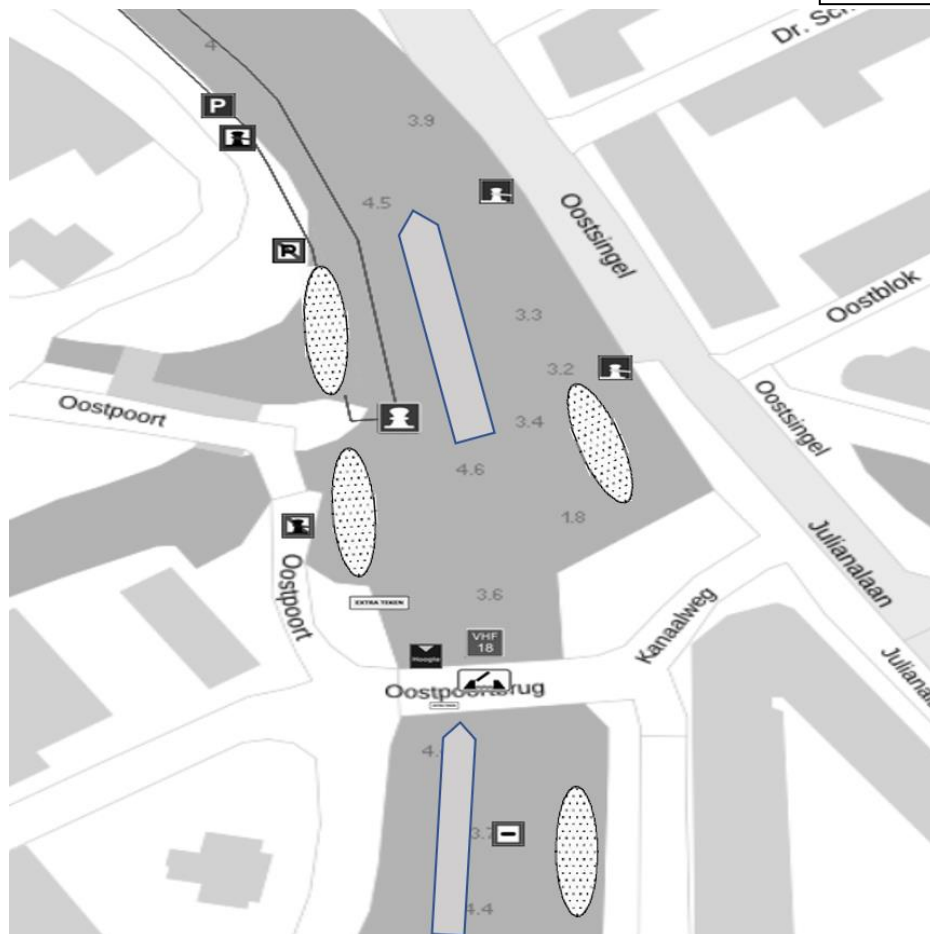 Dr. Sch
4
P
3.9
4.5
Oostsingel
R
Oostblok
3.3
3.2
Oostsingel
Oostpoort
3.4
4.6
1.8
Julianalaan
Oostpoort
3.6
Kanaalweg
EXTRA TEKEN
VHF
18
Hoogte
Juliana
Oostpoortbrug
4.
3.7
4.4